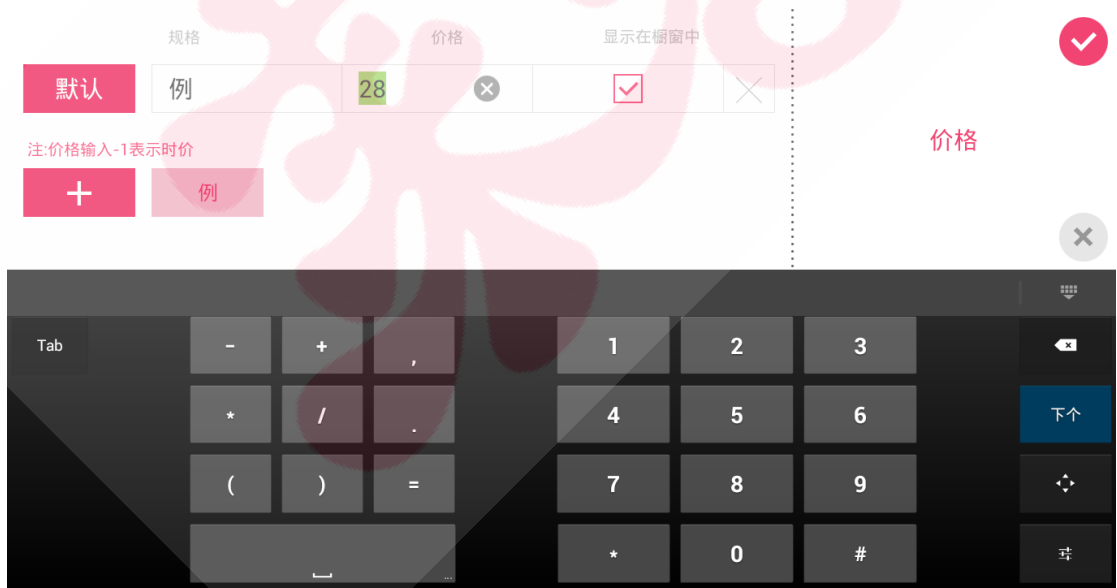 规格 价格 显示在橱窗中
默认 例 28
注:价格输入-1表示时价
+ 例
价格
Tab - + , 1 2 3
* / . 4 5 6 下个
( ) = 7 8 9
... * 0 #